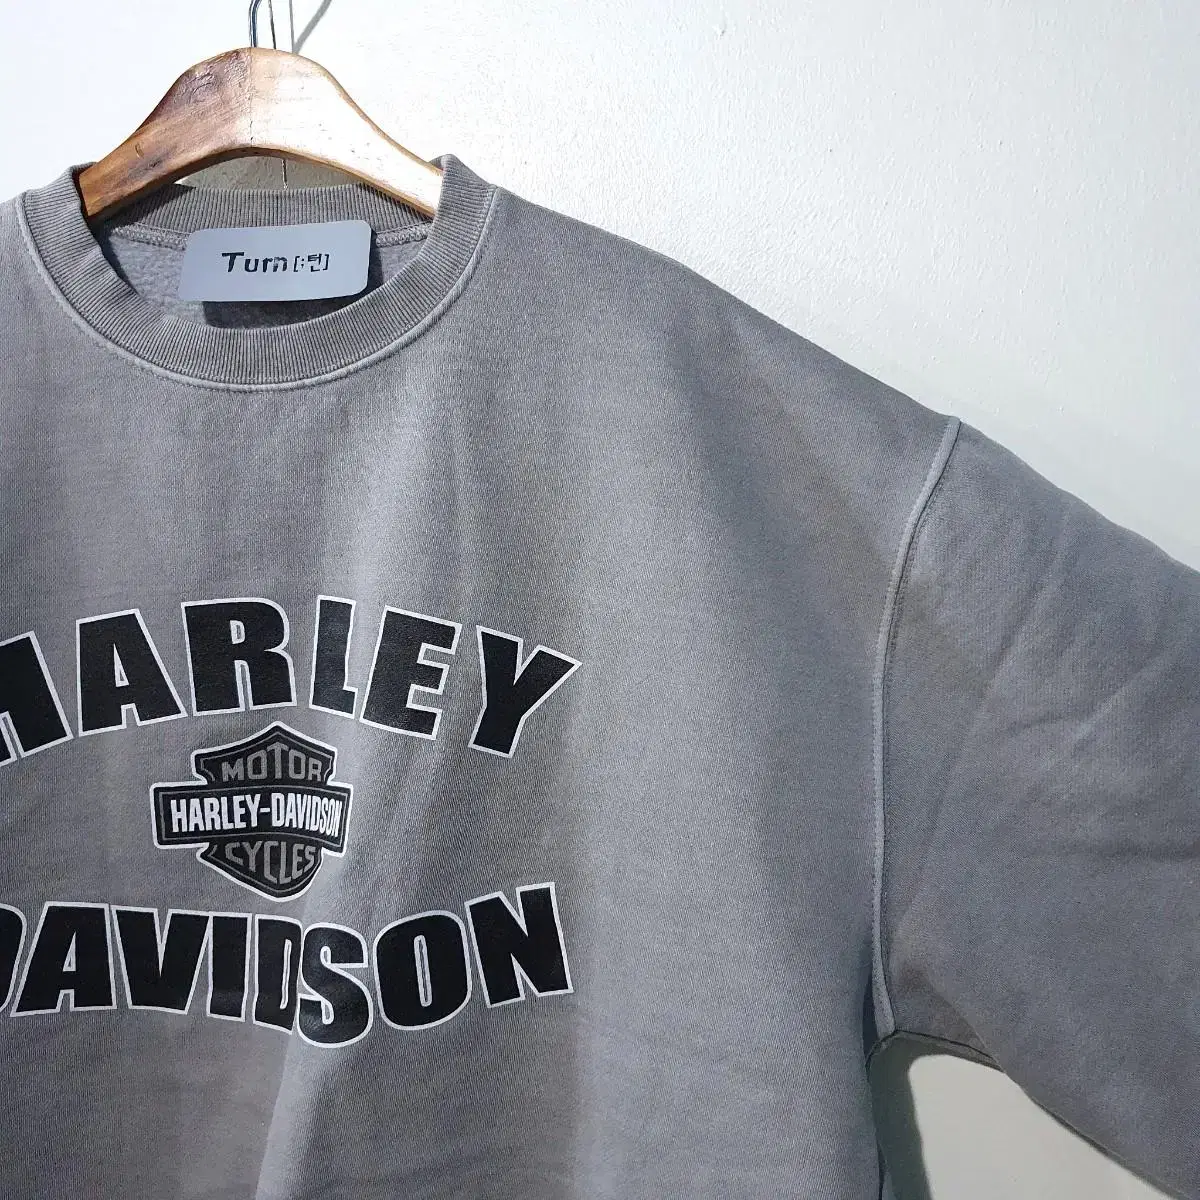 Turn[:턴]
HARLEY
MOTOR
HARLEY-DAVIDSON
CYCLES
DAVIDSON